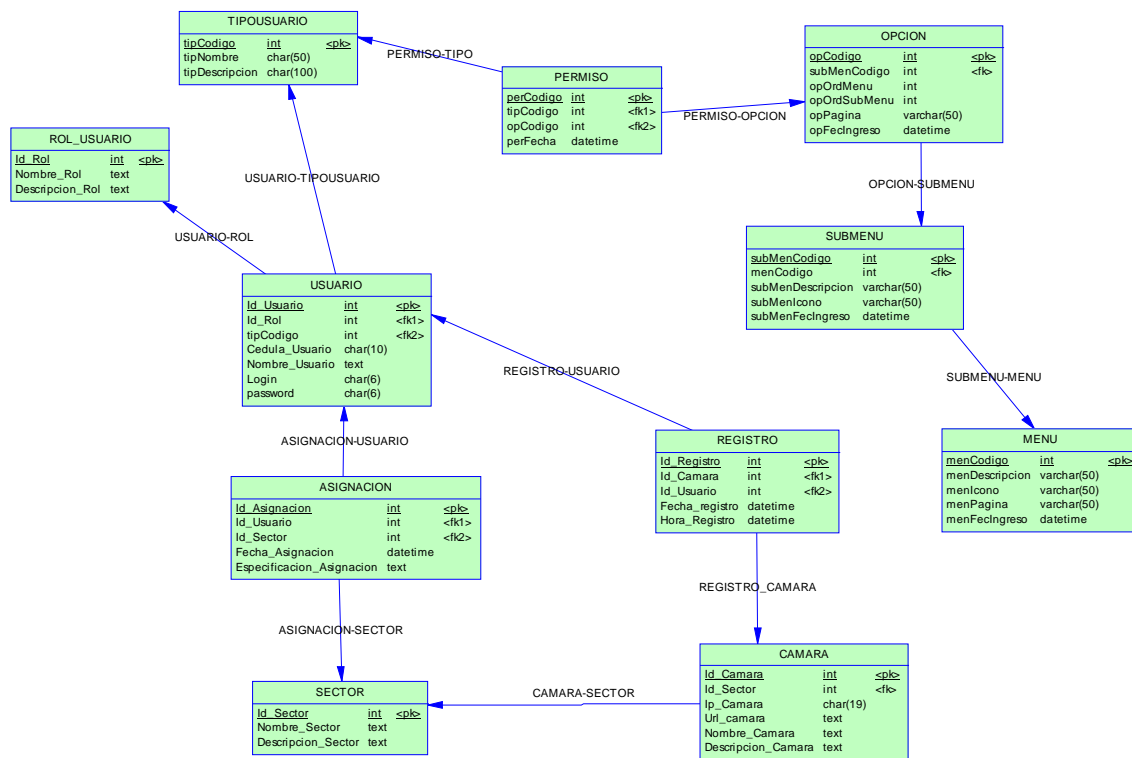 TIPOUSUARIO
tipCodigo int <pk>
tipNombre char(50)
tipDescripcion char(100)
PERMISO-TIPO
OPCION
opCodigo int <pk>
subMenCodigo int <fk>
opOrdMenu int
opOrdSubMenu int
opPagina varchar(50)
opFecIngreso datetime
PERMISO
perCodigo int <pk>
tipCodigo int <fk1>
opCodigo int <fk2>
perFecha datetime
PERMISO-OPCION
ROL_USUARIO
Id_Rol int <pk>
Nombre_Rol text
Descripcion_Rol text
USUARIO-TIPOUSUARIO
OPCION-SUBMENU
USUARIO-ROL
SUBMENU
subMenCodigo int <pk>
menCodigo int <fk>
subMenDescripcion varchar(50)
subMenIcono varchar(50)
subMenFecIngreso datetime
USUARIO
Id_Usuario int <pk>
Id_Rol int <fk1>
tipCodigo int <fk2>
Cedula_Usuario char(10)
Nombre_Usuario text
Login char(6)
password char(6)
REGISTRO-USUARIO
SUBMENU-MENU
ASIGNACION-USUARIO
REGISTRO
Id_Registro int <pk>
Id_Camara int <fk1>
Id_Usuario int <fk2>
Fecha_registro datetime
Hora_Registro datetime
MENU
menCodigo int <pk>
menDescripcion varchar(50)
menIcono varchar(50)
menPagina varchar(50)
menFecIngreso datetime
ASIGNACION
Id_Asignacion int <pk>
Id_Usuario int <fk1>
Id_Sector int <fk2>
Fecha_Asignacion datetime
Especificacion_Asignacion text
REGISTRO_CAMARA
ASIGNACION-SECTOR
CAMARA
Id_Camara int <pk>
Id_Sector int <fk>
Ip_Camara char(19)
Url_camara text
Nombre_Camara text
Descripcion_Camara text
CAMARA-SECTOR
SECTOR
Id_Sector int <pk>
Nombre_Sector text
Descripcion_Sector text